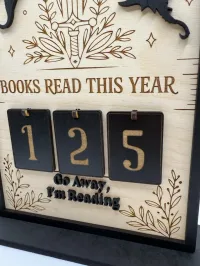 BOOKS READ THIS YEAR
1 2 5
Go Away,
I'm Reading